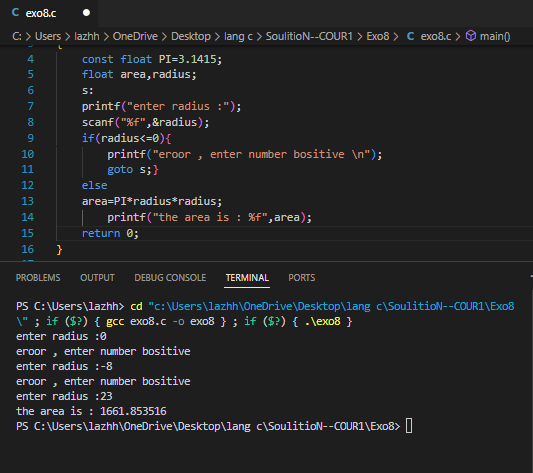 C exo8.c ●
C: > Users > lazhh > OneDrive > Desktop > lang c > SoulitioN--COUR1 > Exo8 > C exo8.c > main()
3 {
4 const float PI=3.1415;
5 float area,radius;
6 s:
7 printf("enter radius :");
8 scanf("%f",&radius);
9 if(radius<=0){
10 printf("eroor , enter number bositive \n");
11 goto s;}
12 else
13 area=PI*radius*radius;
14 printf("the area is : %f",area);
15 return 0;
16 }
PROBLEMS OUTPUT DEBUG CONSOLE TERMINAL PORTS
PS C:\Users\lazhh> cd "c:\Users\lazhh\OneDrive\Desktop\lang c\SoulitioN--COUR1\Exo8
\" ; if ($?) { gcc exo8.c -o exo8 } ; if ($?) { .\exo8 }
enter radius :0
eroor , enter number bositive
enter radius :-8
eroor , enter number bositive
enter radius :23
the area is : 1661.853516
PS C:\Users\lazhh\OneDrive\Desktop\lang c\SoulitioN--COUR1\Exo8>